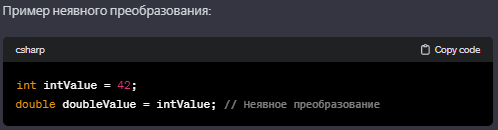 Пример неявного преобразования:
csharp
Copy code
int intValue = 42;
double doubleValue = intValue; // Неявное преобразование